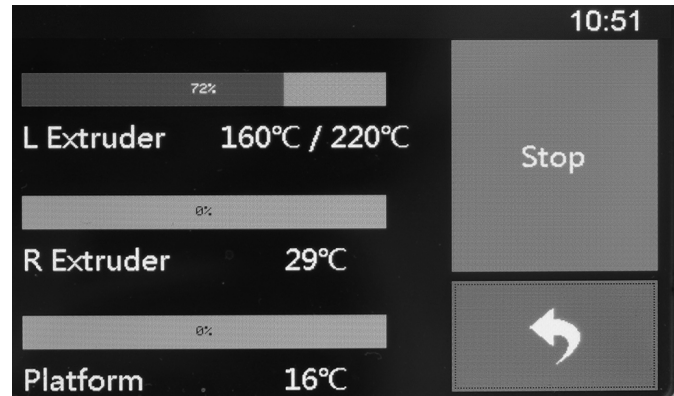 10:51
72%
L Extruder 160℃ / 220℃
Stop
0%
R Extruder 29℃
0%
Platform 16℃